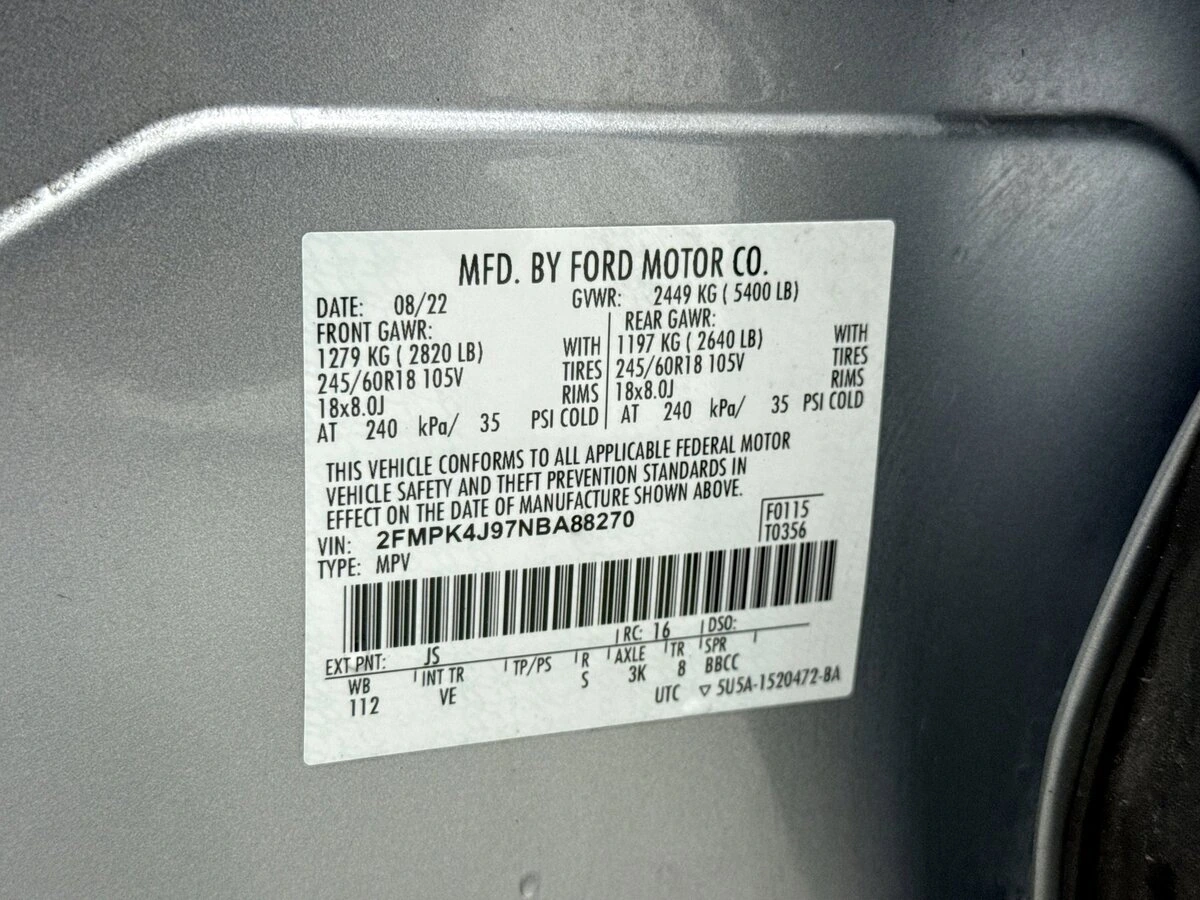 MFD. BY FORD MOTOR CO.
DATE: 08/22 GVWR: 2449 KG ( 5400 LB)
FRONT GAWR: REAR GAWR:
1279 KG ( 2820 LB) WITH 1197 KG ( 2640 LB) WITH
245/60R18 105V TIRES 245/60R18 105V TIRES
18x8.0J RIMS 18x8.0J RIMS
AT 240 kPa/ 35 PSI COLD AT 240 kPa/ 35 PSI COLD
THIS VEHICLE CONFORMS TO ALL APPLICABLE FEDERAL MOTOR
VEHICLE SAFETY AND THEFT PREVENTION STANDARDS IN
EFFECT ON THE DATE OF MANUFACTURE SHOWN ABOVE.
VIN: 2FMPK4J97NBA88270 F0115
TYPE: MPV T0356
EXT PNT: JS RC: 16 DSO:
WB INT TR TP/PS R AXLE TR SPR
112 VE S 3K 8 BBCC
UTC ▽ 5U5A-1520472-BA